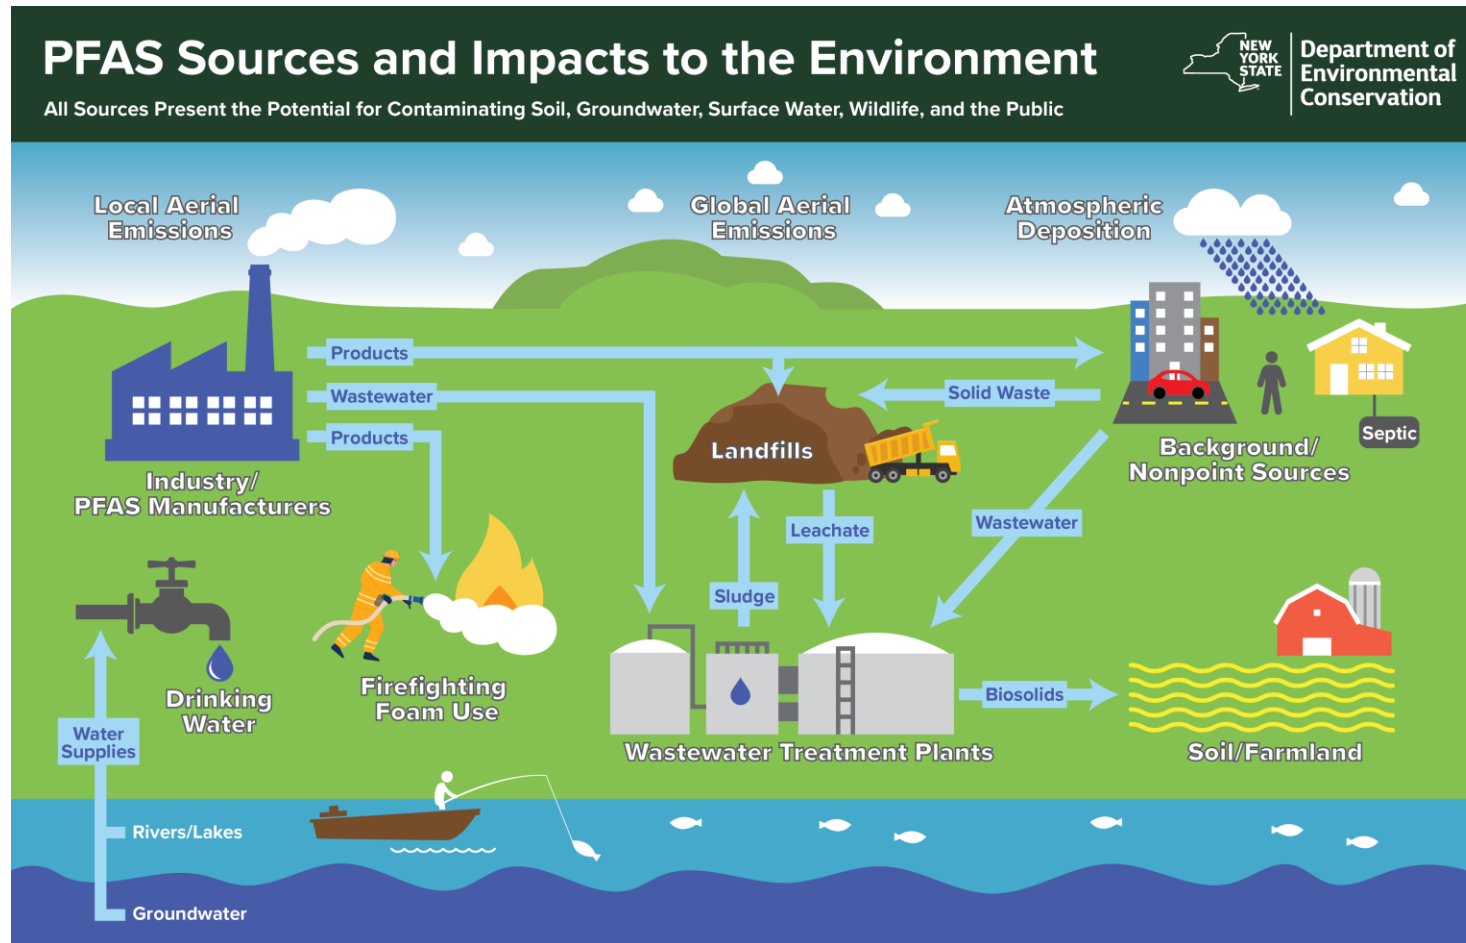 PFAS Sources and Impacts to the Environment
All Sources Present the Potential for Contaminating Soil, Groundwater, Surface Water, Wildlife, and the Public
NEW
YORK
STATE
Department of
Environmental
Conservation
Local Aerial
Emissions
Global Aerial
Emissions
Atmospheric
Deposition
Products
Wastewater
Products
Solid Waste
Landfills
Septic
Industry/
PFAS Manufacturers
Background/
Nonpoint Sources
Leachate
Wastewater
Sludge
Drinking
Water
Firefighting
Foam Use
Biosolids
Water
Supplies
Wastewater Treatment Plants
Soil/Farmland
Rivers/Lakes
Groundwater